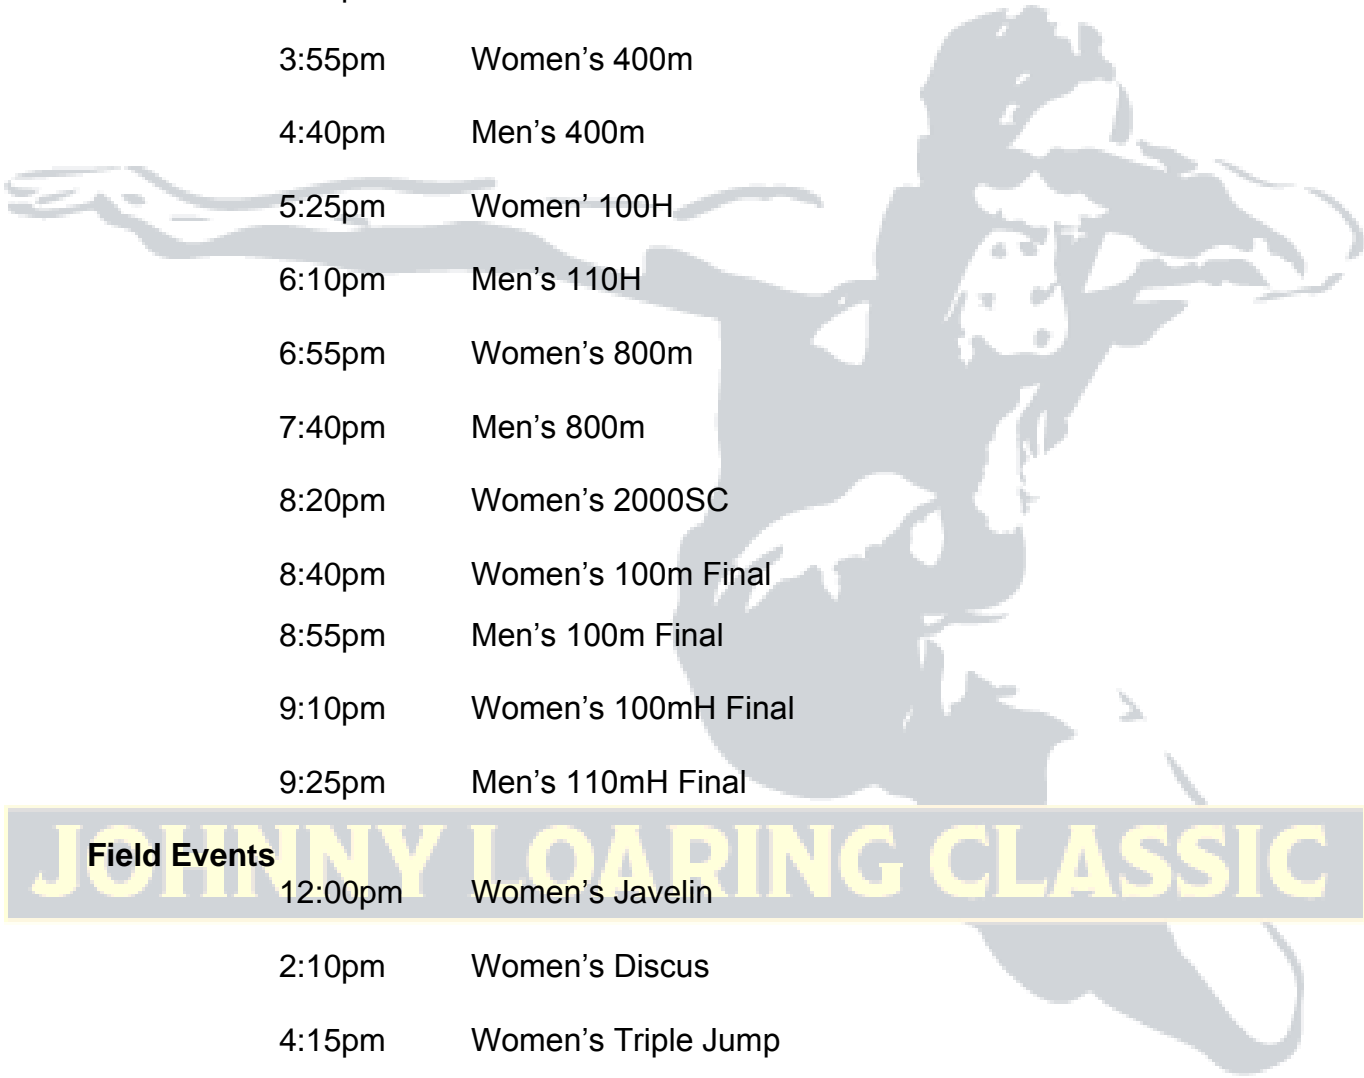 3:55pm Women’s 400m
4:40pm Men’s 400m
5:25pm Women’ 100H
6:10pm Men’s 110H
6:55pm Women’s 800m
7:40pm Men’s 800m
8:20pm Women’s 2000SC
8:40pm Women’s 100m Final
8:55pm Men’s 100m Final
9:10pm Women’s 100mH Final
9:25pm Men’s 110mH Final
JOHNNY LOARING CLASSIC
Field Events
12:00pm Women’s Javelin
2:10pm Women’s Discus
4:15pm Women’s Triple Jump